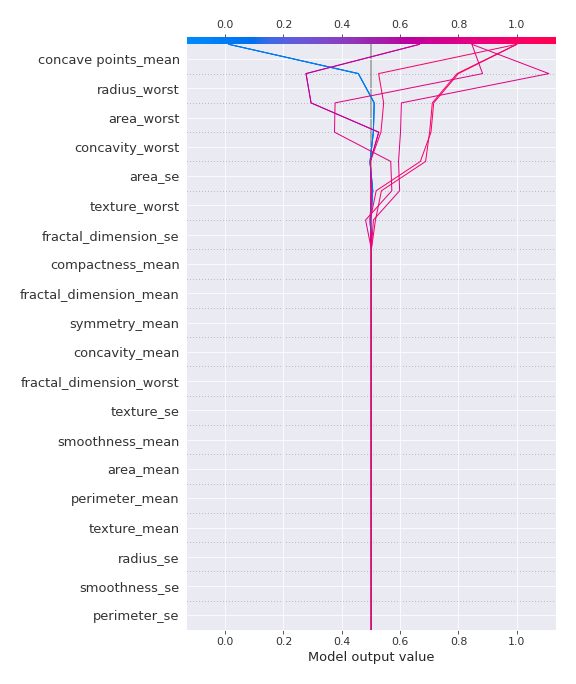 0.0 0.2 0.4 0.6 0.8 1.0
concave points_mean
radius_worst
area_worst
concavity_worst
area_se
texture_worst
fractal_dimension_se
compactness_mean
fractal_dimension_mean
symmetry_mean
concavity_mean
fractal_dimension_worst
texture_se
smoothness_mean
area_mean
perimeter_mean
texture_mean
radius_se
smoothness_se
perimeter_se
0.0 0.2 0.4 0.6 0.8 1.0
Model output value